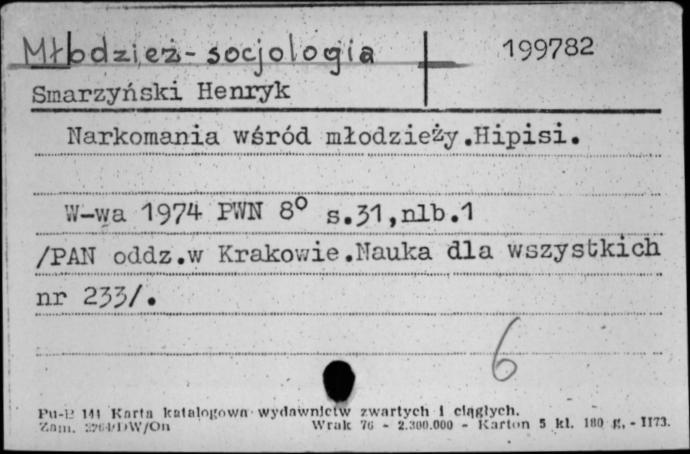 Młodzież - socjologia 199782
Smarzyński Henryk
Narkomania wśród młodzieży.Hipisi.
W-wa 1974 PWN 8° s.31,nlb.1
/PAN oddz.w Krakowie.Nauka dla wszystkich
nr 233/.
6
Pu-B 141 Karta katalogowa wydawnictw zwartych i ciągłych.
Zam. Wrak 76 - 2.300.000 - Karton 5 kl. 180 g, - II73.